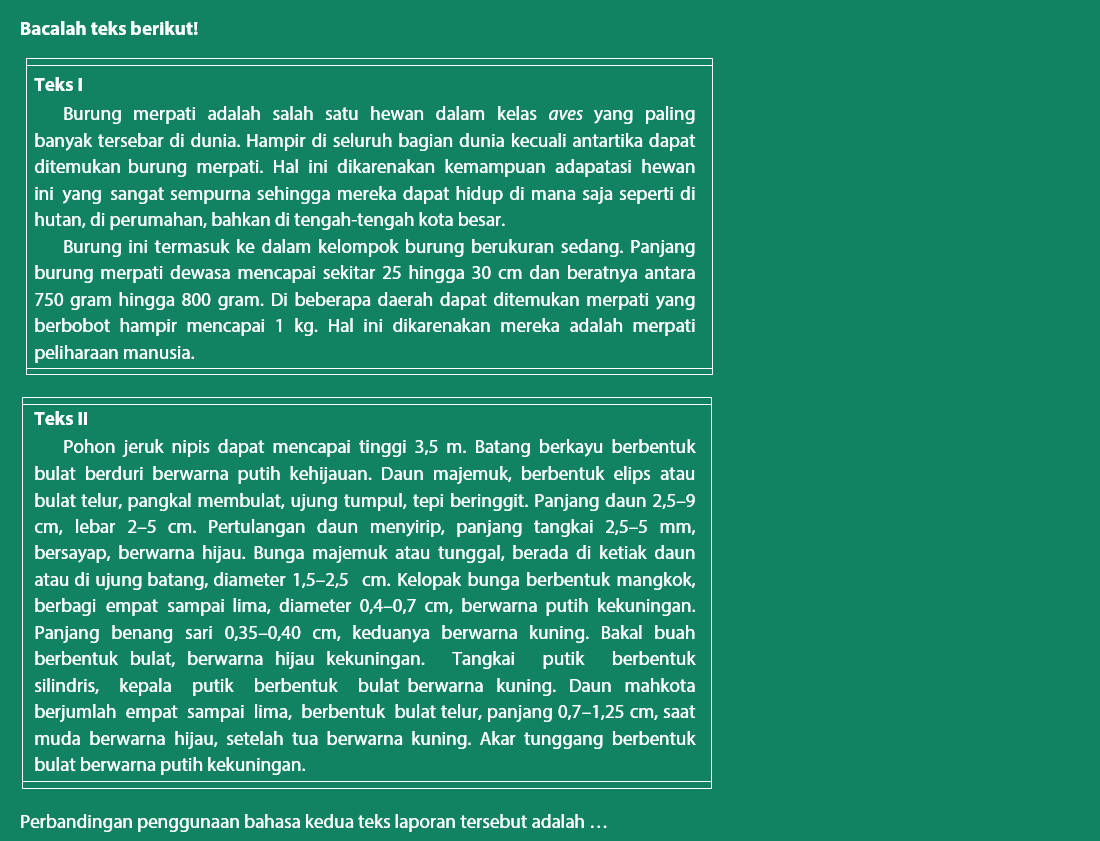 Bacalah teks berikut!
Teks I
Burung merpati adalah salah satu hewan dalam kelas aves yang paling
banyak tersebar di dunia. Hampir di seluruh bagian dunia kecuali antartika dapat
ditemukan burung merpati. Hal ini dikarenakan kemampuan adapatasi hewan
ini yang sangat sempurna sehingga mereka dapat hidup di mana saja seperti di
hutan, di perumahan, bahkan di tengah-tengah kota besar.
Burung ini termasuk ke dalam kelompok burung berukuran sedang. Panjang
burung merpati dewasa mencapai sekitar 25 hingga 30 cm dan beratnya antara
750 gram hingga 800 gram. Di beberapa daerah dapat ditemukan merpati yang
berbobot hampir mencapai 1 kg. Hal ini dikarenakan mereka adalah merpati
peliharaan manusia.
Teks II
Pohon jeruk nipis dapat mencapai tinggi 3,5 m. Batang berkayu berbentuk
bulat berduri berwarna putih kehijauan. Daun majemuk, berbentuk elips atau
bulat telur, pangkal membulat, ujung tumpul, tepi beringgit. Panjang daun 2,5–9
cm, lebar 2–5 cm. Pertulangan daun menyirip, panjang tangkai 2,5–5 mm,
bersayap, berwarna hijau. Bunga majemuk atau tunggal, berada di ketiak daun
atau di ujung batang, diameter 1,5–2,5 cm. Kelopak bunga berbentuk mangkok,
berbagi empat sampai lima, diameter 0,4–0,7 cm, berwarna putih kekuningan.
Panjang benang sari 0,35–0,40 cm, keduanya berwarna kuning. Bakal buah
berbentuk bulat, berwarna hijau kekuningan. Tangkai putik berbentuk
silindris, kepala putik berbentuk bulat berwarna kuning. Daun mahkota
berjumlah empat sampai lima, berbentuk bulat telur, panjang 0,7–1,25 cm, saat
muda berwarna hijau, setelah tua berwarna kuning. Akar tunggang berbentuk
bulat berwarna putih kekuningan.
Perbandingan penggunaan bahasa kedua teks laporan tersebut adalah …